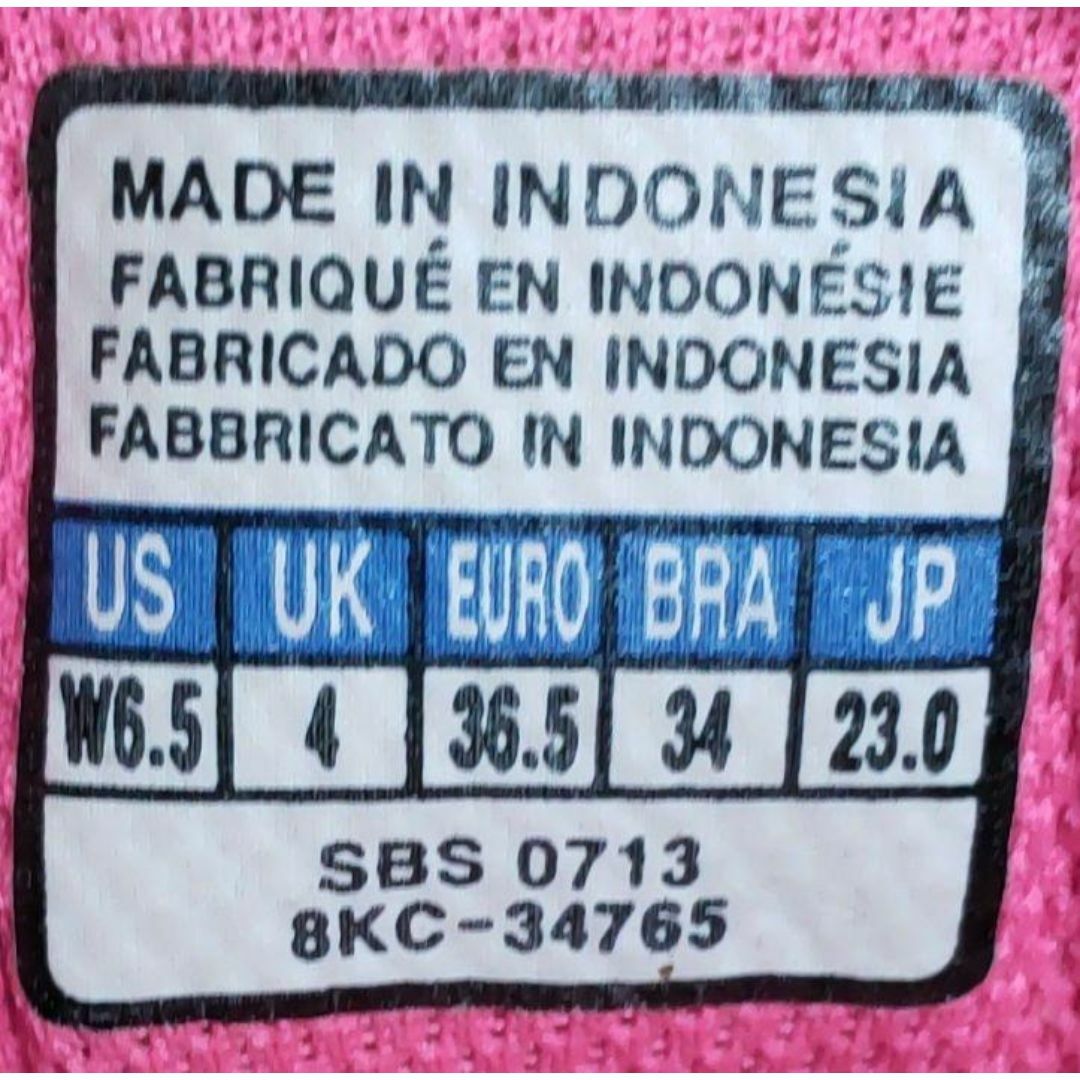 MADE IN INDONESIA
FABRIQUÉ EN INDONÉSIE
FABRICADO EN INDONESIA
FABBRICATO IN INDONESIA
US UK EURO BRA JP
W6.5 4 36.5 34 23.0
SBS 0713
8KC-34765